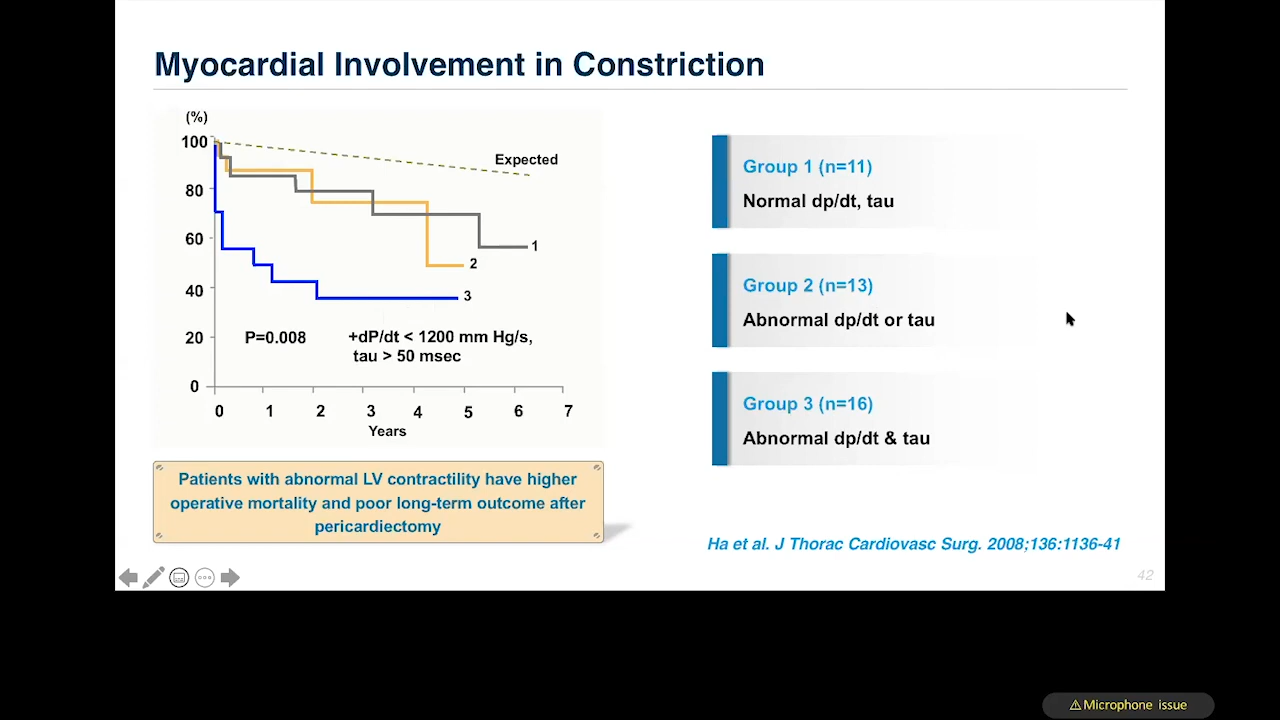 Myocardial Involvement in Constriction
(%)
100
80
60
40
20
0
Expected
1
2
3
P=0.008
+dP/dt < 1200 mm Hg/s,
tau > 50 msec
0 1 2 3 4 5 6 7
Years
Patients with abnormal LV contractility have higher
operative mortality and poor long-term outcome after
pericardiectomy
Group 1 (n=11)
Normal dp/dt, tau
Group 2 (n=13)
Abnormal dp/dt or tau
Group 3 (n=16)
Abnormal dp/dt & tau
Ha et al. J Thorac Cardiovasc Surg. 2008;136:1136-41
42
⚠Microphone issue